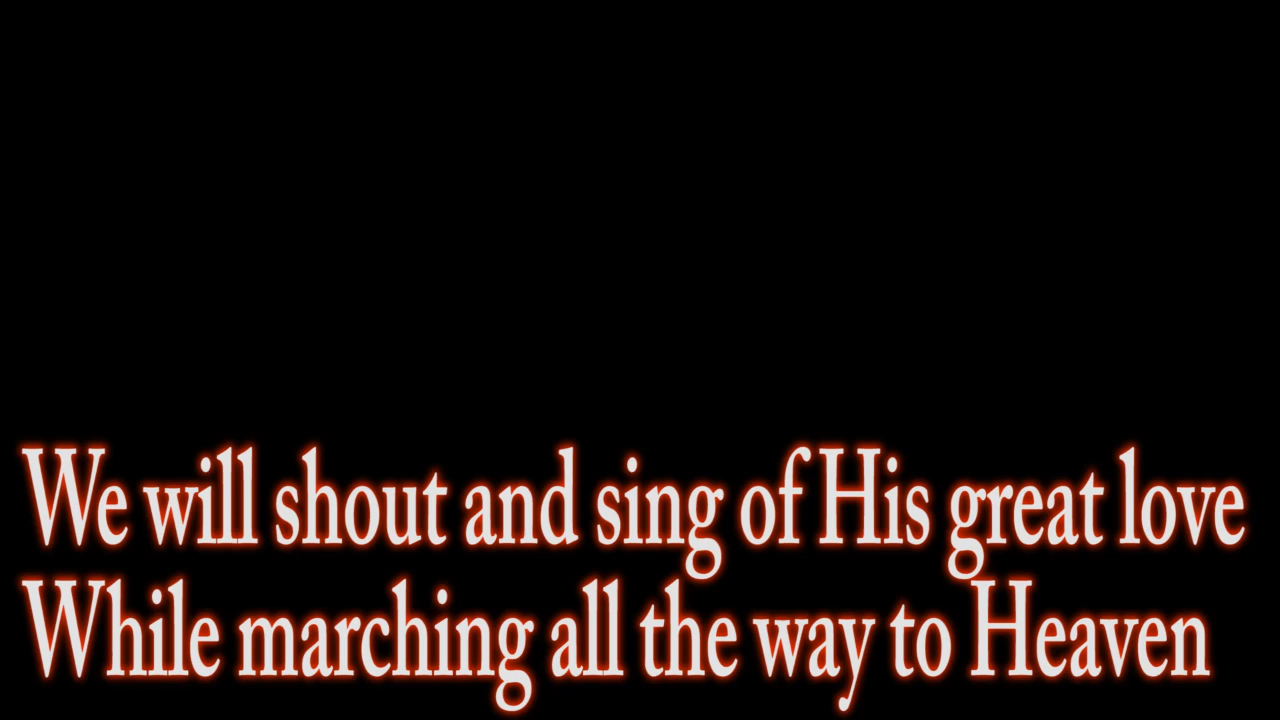 We will shout and sing of His great love
While marching all the way to Heaven